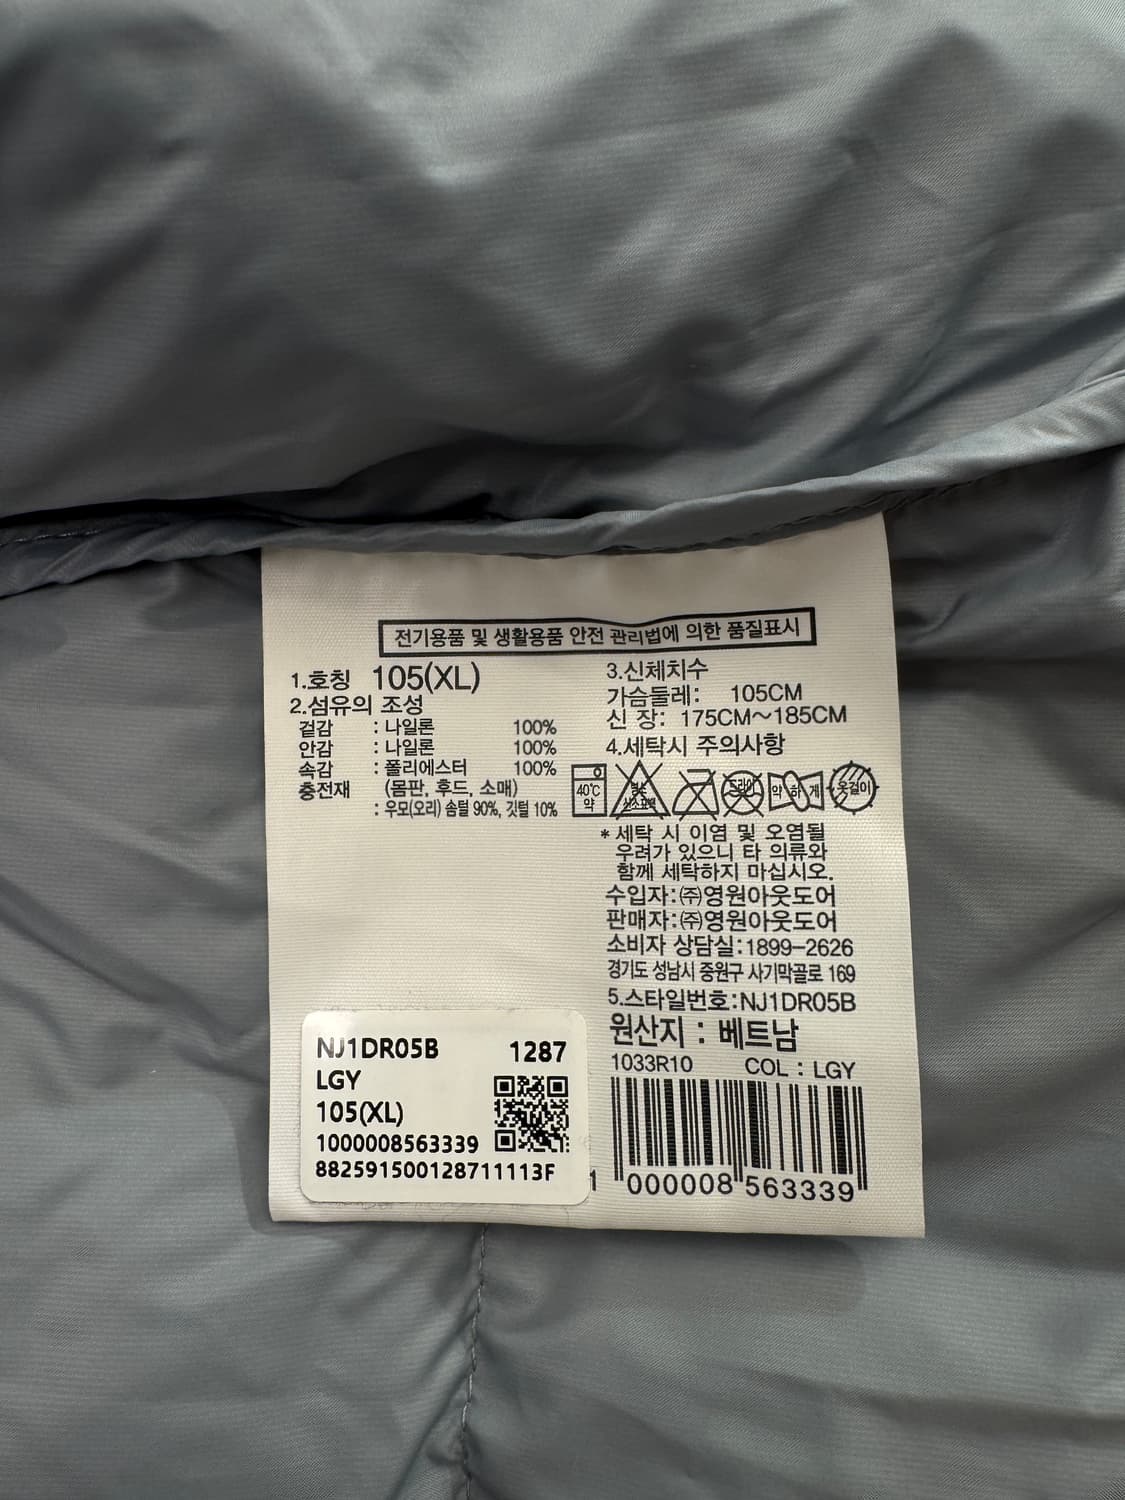 전기용품 및 생활용품 안전 관리법에 의한 품질표시
1.호칭 105(XL)
2.섬유의 조성
겉감 : 나일론 100%
안감 : 나일론 100%
속감 : 폴리에스터 100%
충전재 (몸판, 후드, 소매)
: 우모(오리) 솜털 90%, 깃털 10%
3.신체치수
가슴둘레: 105CM
신 장: 175CM~185CM
4.세탁시 주의사항
40℃ 약
염소 산소표백
드라이
약하게
옷걸이
* 세탁 시 이염 및 오염될
우려가 있으니 타 의류와
함께 세탁하지 마십시오.
수입자:㈜영원아웃도어
판매자:㈜영원아웃도어
소비자 상담실:1899-2626
경기도 성남시 중원구 사기막골로 169
5.스타일번호:NJ1DR05B
원산지 : 베트남
1033R10 COL : LGY
1 000008 563339
NJ1DR05B 1287
LGY
105(XL)
1000008563339
882591500128711113F